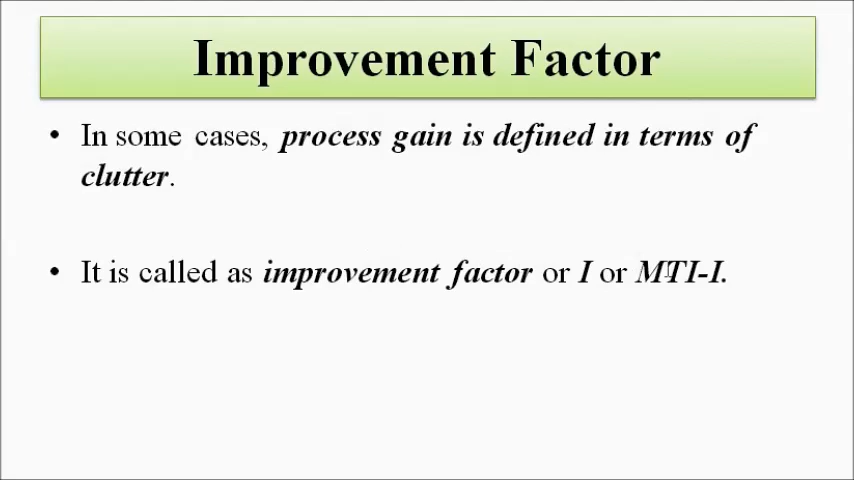 Improvement Factor
• In some cases, process gain is defined in terms of
clutter.
• It is called as improvement factor or I or MTI-I.